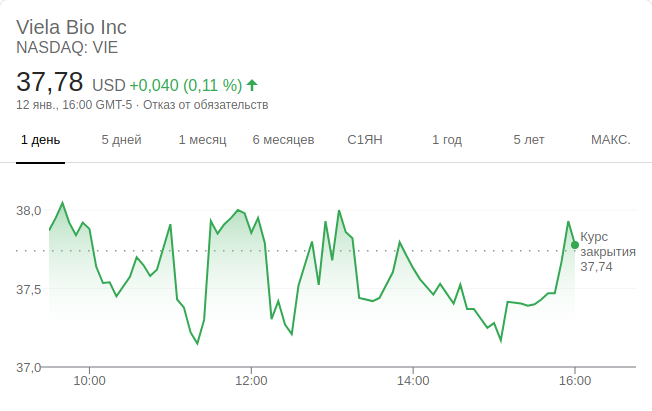 Viela Bio Inc
NASDAQ: VIE
37,78 USD +0,040 (0,11 %)
12 янв., 16:00 GMT-5 · Отказ от обязательств
1 день 5 дней 1 месяц 6 месяцев С1ЯН 1 год 5 лет МАКС.
38,0
Курс
закрытия
37,74
37,5
37,0
10:00 12:00 14:00 16:00